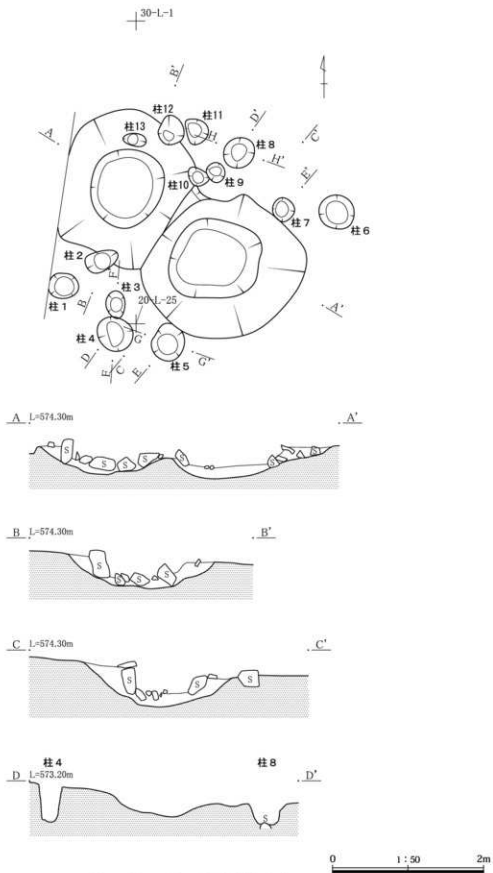 30-L-1
B'
柱12
柱11
D'
C'
A
柱13
H
柱8
H'
E'
柱10
柱9
柱7
柱6
柱2
F
柱3
B
20-L-25
柱1
A'
柱4
G
G'
D
F
C
E
柱5
A L=574.30m A'
S S S S S S S
B L=574.30m B'
S S S S
C L=574.30m C'
S S S
柱4 柱8
D L=573.20m D'
S
0 1:50 2m